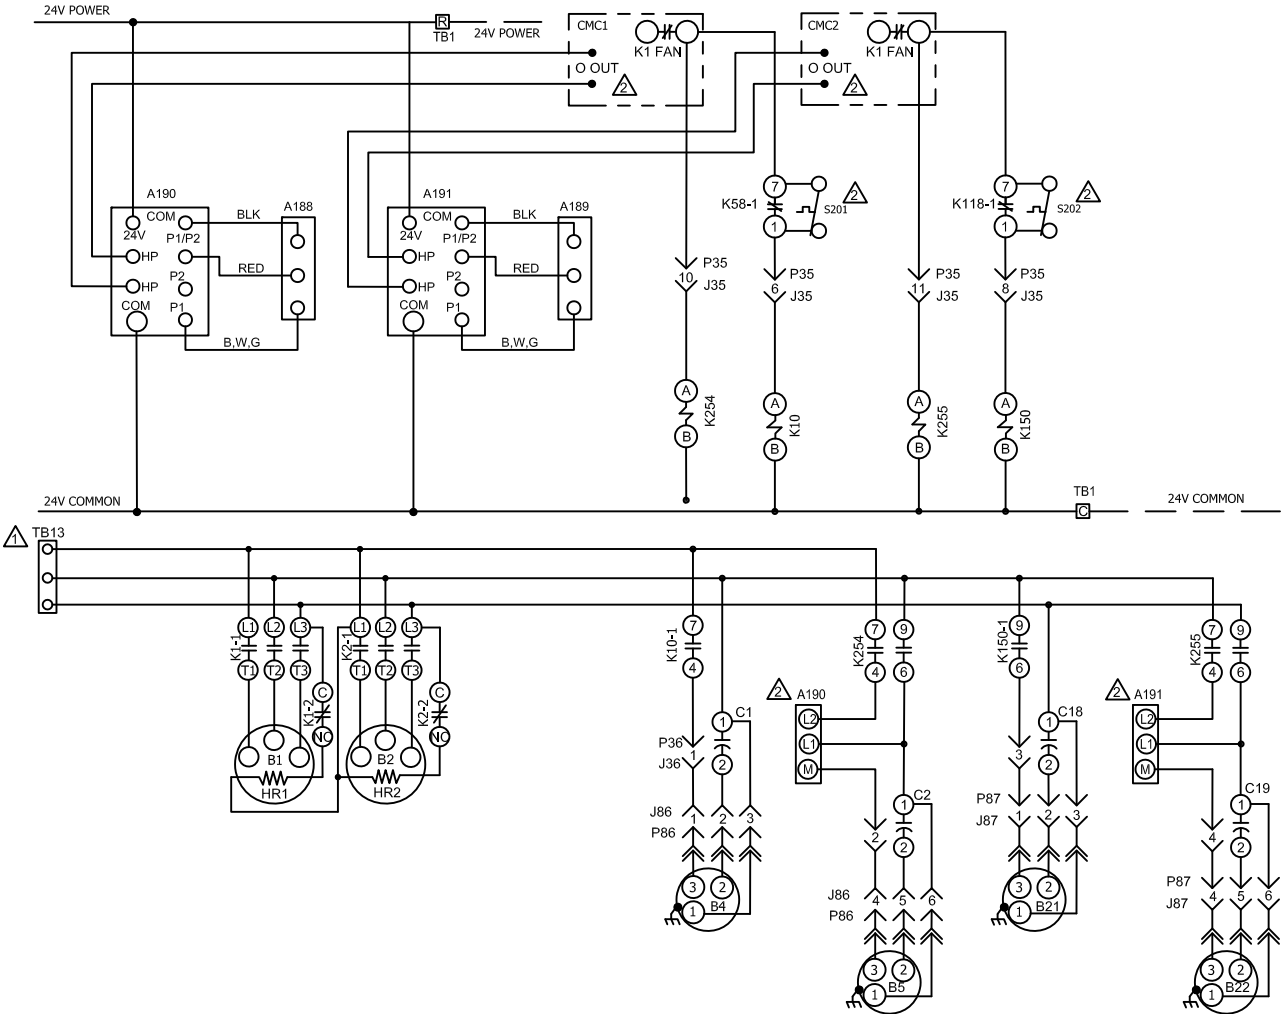 24V POWER
R
TB1
24V POWER
CMC1
K1 FAN
O OUT
2
CMC2
K1 FAN
O OUT
2
A190
24V
COM
P1/P2
HP
HP
P2
COM
P1
BLK
RED
B,W,G
A188
A191
24V
COM
P1/P2
HP
HP
P2
COM
P1
BLK
RED
B,W,G
A189
K58-1
7
1
S201
2
K118-1
7
1
S202
2
P35
10
J35
P35
6
J35
P35
11
J35
P35
8
J35
A
B
K254
A
B
K10
A
B
K255
A
B
K150
24V COMMON
TB1
C
24V COMMON
1
TB13
L1
L2
L3
K1-1
T1
T2
T3
C
K1-2
NC
B1
HR1
L1
L2
L3
K2-1
T1
T2
T3
C
K2-2
NC
B2
HR2
K10-1
7
4
P36
1
J36
C1
1
2
J86
P86
1
2
3
3
2
B4
1
K254
7
9
4
6
2
A190
L2
L1
M
2
C2
1
2
J86
P86
4
5
6
3
2
B5
1
K150-1
9
6
3
C18
1
2
P87
J87
1
2
3
3
2
B21
1
K255
7
9
4
6
2
A191
L2
L1
M
4
C19
1
2
P87
J87
4
5
6
3
2
B22
1